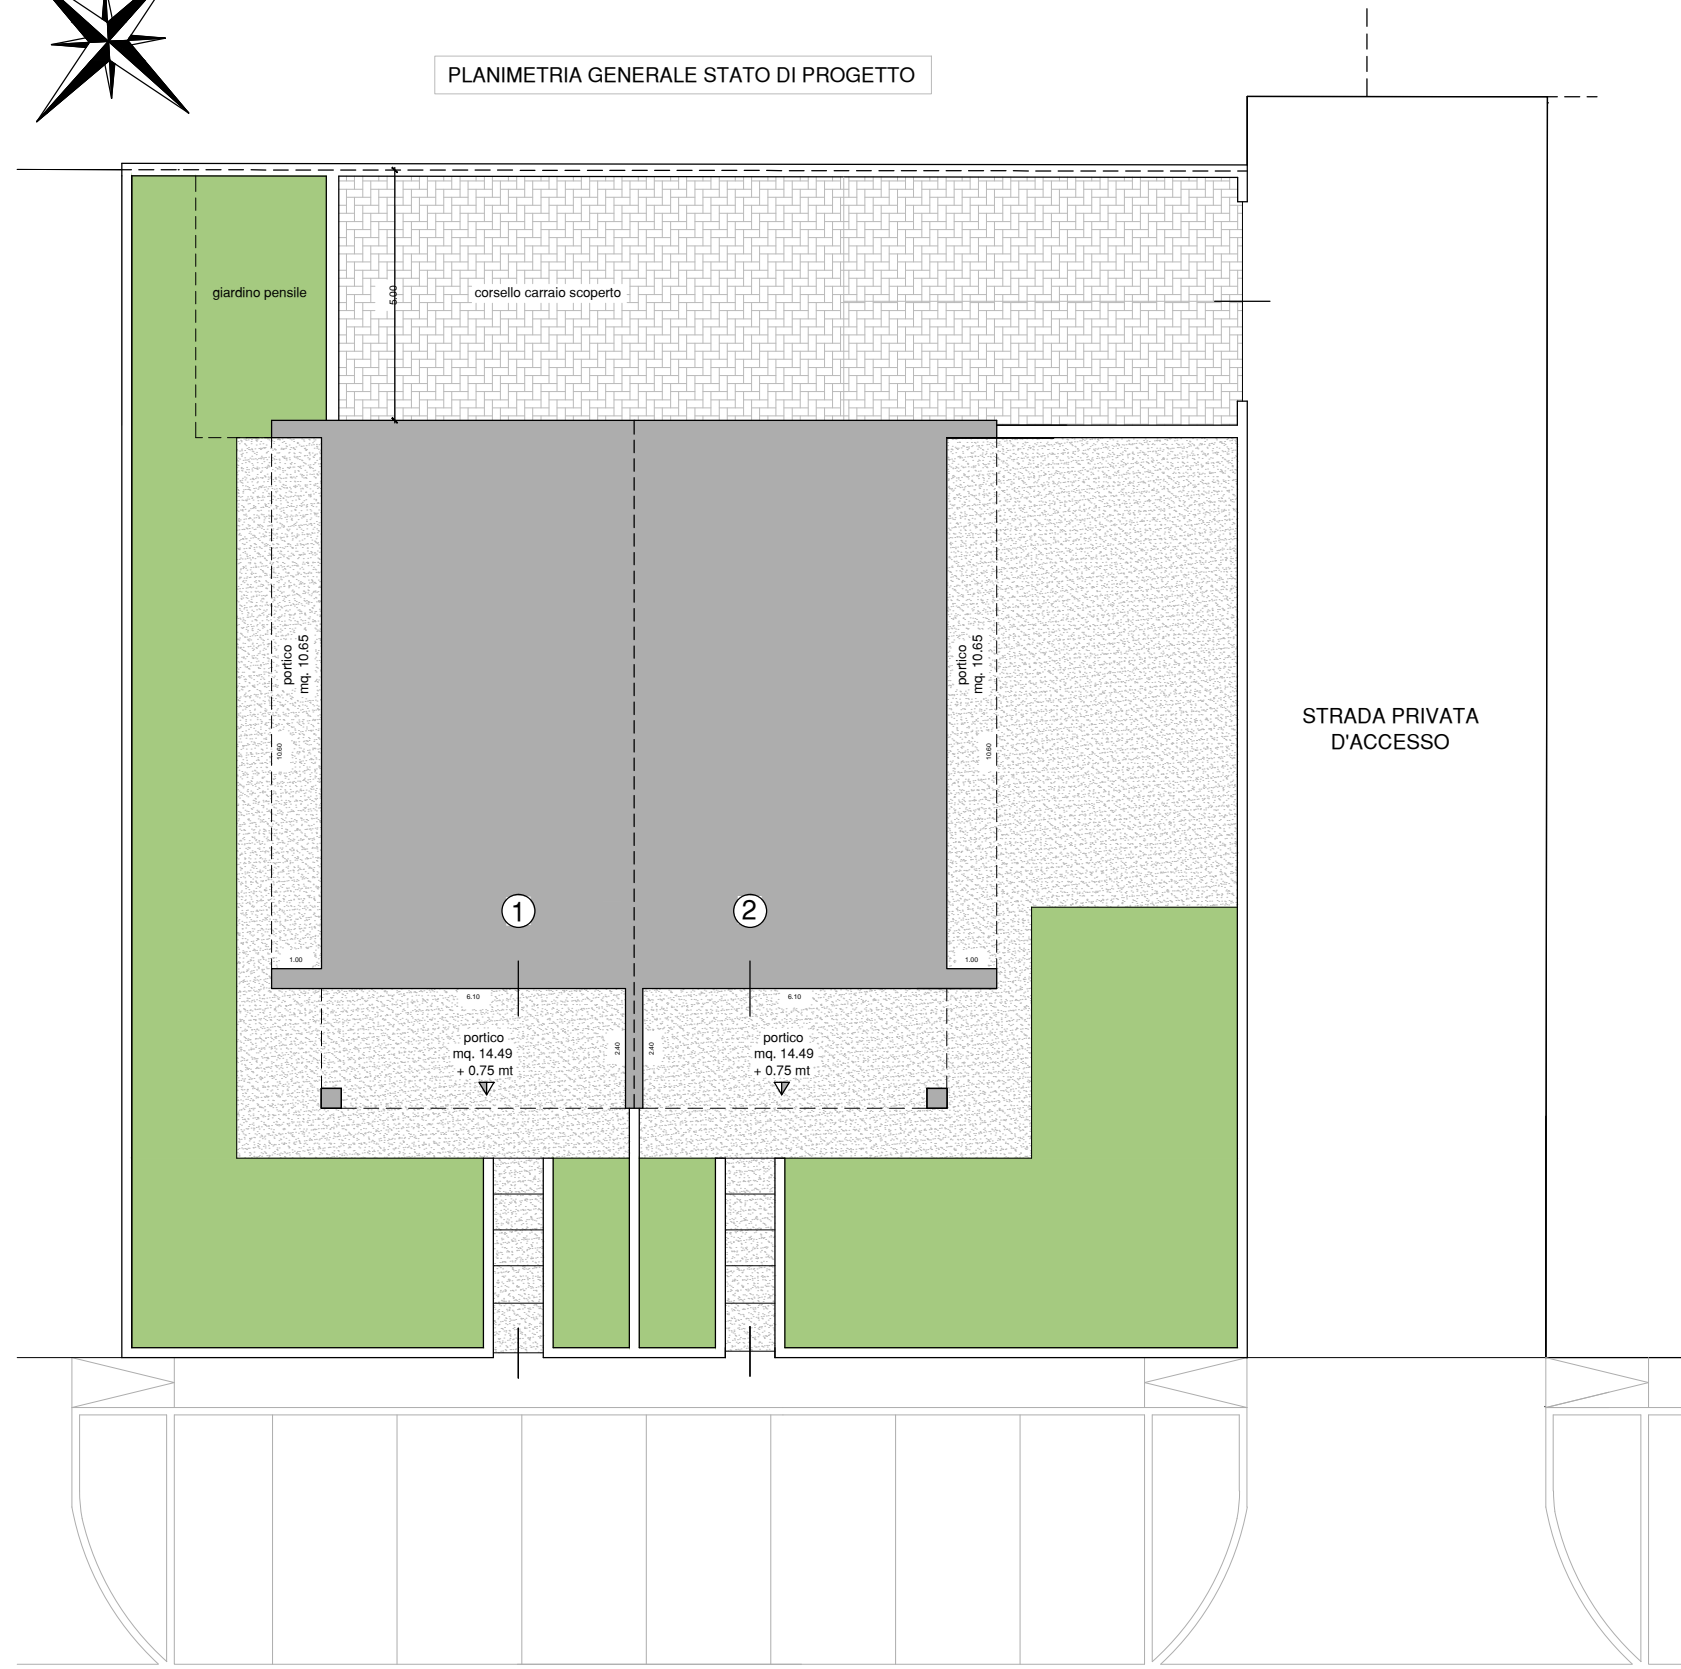 PLANIMETRIA GENERALE STATO DI PROGETTO
giardino pensile
5.00
corsello carraio scoperto
portico
mq. 10.65
portico
mq. 10.65
STRADA PRIVATA
D'ACCESSO
10.60
10.60
1
2
1.00
1.00
6.10
6.10
portico
mq. 14.49
+ 0.75 mt
2.40
2.40
portico
mq. 14.49
+ 0.75 mt